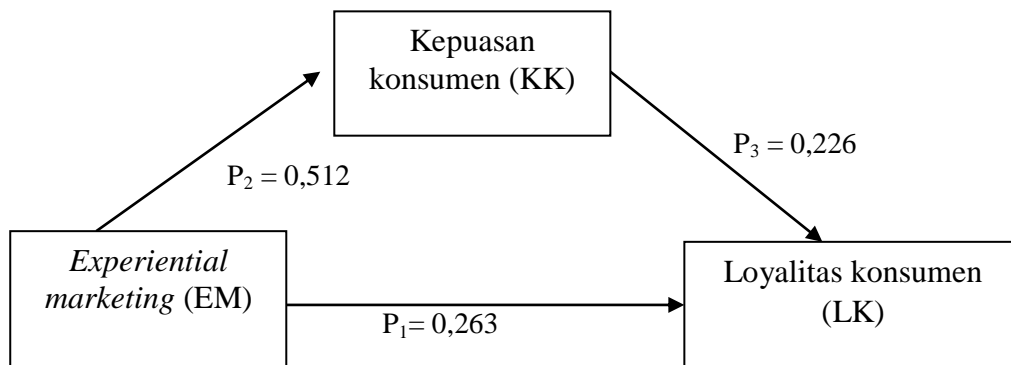 Kepuasan
konsumen (KK)
P₃ = 0,226
P₂ = 0,512
Experiential
marketing (EM)
Loyalitas konsumen
(LK)
P₁= 0,263